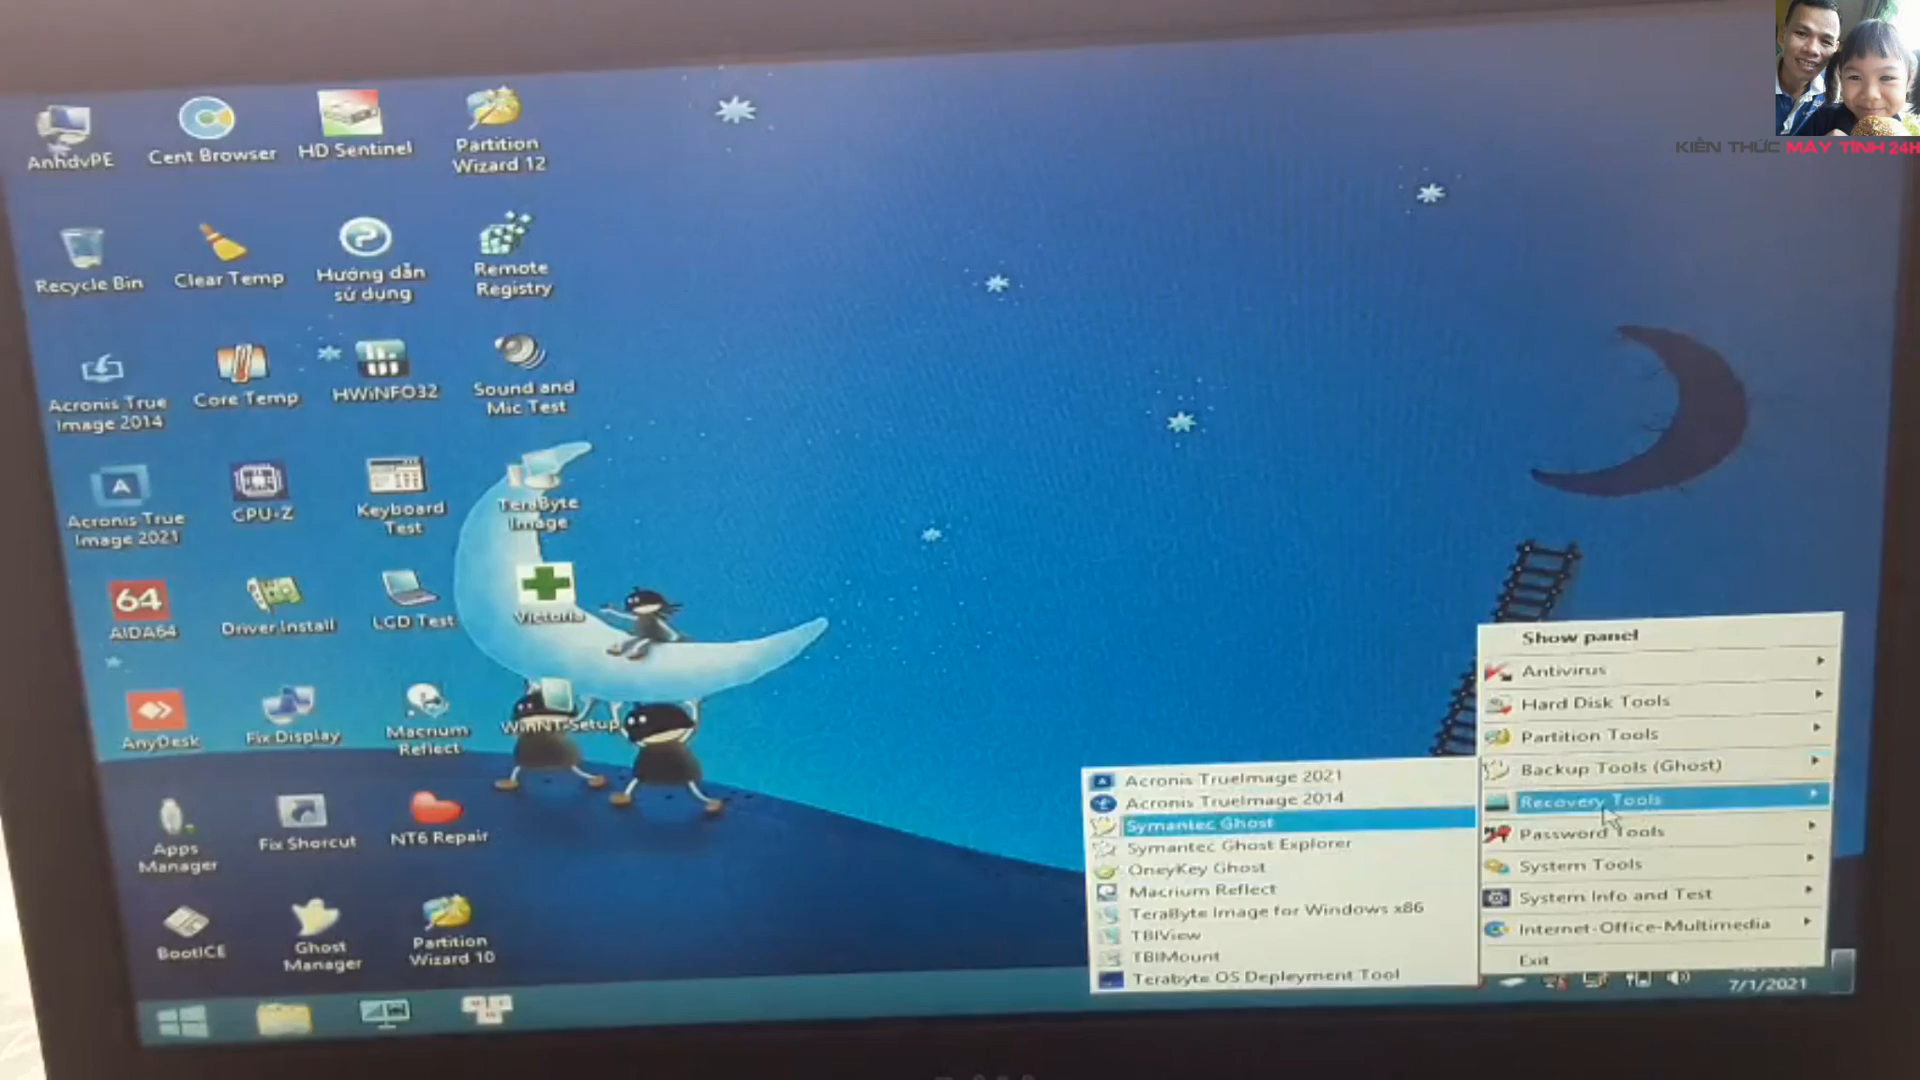 KIẾN THỨC MÁY TÍNH 24H
AnhdvPE
Cent Browser
HD Sentinel
Partition
Wizard 12
Recycle Bin
Clear Temp
Hướng dẫn
sử dụng
Remote
Registry
Acronis True
Image 2014
Core Temp
HWiNFO32
Sound and
Mic Test
A
Acronis True
Image 2021
CPU-Z
Keyboard
Test
TeraByte
Image
64
AIDA64
Driver Install
LCD Test
Victoria
AnyDesk
Fix Display
Macrium
Reflect
WinNT-Setup
Apps
Manager
Fix Shorcut
NT6 Repair
BootICE
Ghost
Manager
Partition
Wizard 10
Show panel
Antivirus
Hard Disk Tools
Partition Tools
Backup Tools (Ghost)
Recovery Tools
Password Tools
System Tools
System Info and Test
Internet-Office-Multimedia
Exit
Acronis TrueImage 2021
Acronis TrueImage 2014
Symantec Ghost
Symantec Ghost Explorer
OneyKey Ghost
Macrium Reflect
TeraByte Image for Windows x86
TBIView
TBIMount
Terabyte OS Deployment Tool
7/1/2021